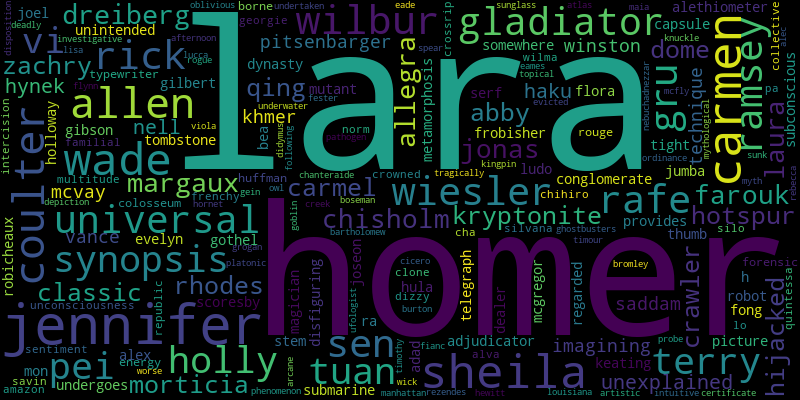 oblivious undertaken eade sunglass atlas maia alethiometer
joel dreiberg borne georgie wilbur gladiator capsule collective
deadly unintended vi rick crossrip somewhere winston dome azec
investigative lisa afternoon pitsenbarger allegra spear knuckle
disposition zachry typewriter lucca rogue dynasty wilma eames topical mcfly technique
hynek flynn gilbert qing mutant metamorphosis haku flora gru carmen ramsey
allen lara fester serf abby evicted nebuchadnezzar mythological
intercision gibson nell khmer underwater norm rouge ordinance laura subconscious
holloway familial tombstone viola bea didymus following frobisher tight pa
coulter wade huffman chanteraide jonas kingpin ludo conglomerate jumba sunk
mcvay margaux gein owl carmel crowned tragically chihiro myth rebecca
multitude colosseum frenchy hornet boseman wiesler rafe farouk
depiction universal goblin creek chisholm kryptonite hotspur
robicheaux vance evelyn gothel bartholomew cha silvana ghostbusters provides thumb silo
synopsis grogan platonic joseon cicero timour bromley forensic
classic rhodes magician ufologist clone hula telegraph mcgregor regarded crawler h
unconsciousness republic scoresby disfiguring dizzy burton dealer saddam robot quintessa
jennifer homer ra fong lo
sentiment alex stem sen timothy adad adjudicator imagining picture hijacked
mon energy pei holly arcane fianc alva keating terry probe
savin worse tuan wick sheila unexplained
amazon undergoes morticia phenomenon submarine manhattan rezendes hewitt louisiana artistic intuitive certificate